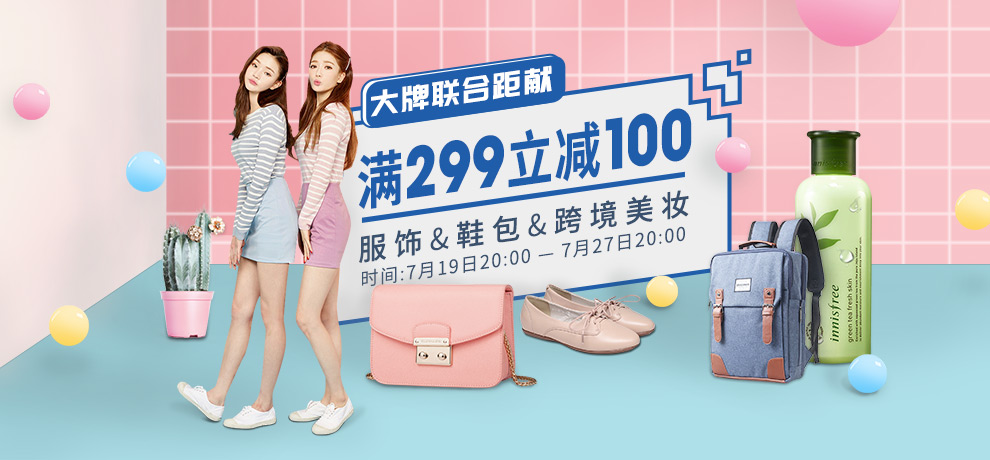 大牌联合距献
满299立减100
服饰&鞋包&跨境美妆
时间:7月19日20:00 — 7月27日20:00
innisfree
innisfree
green tea fresh skin